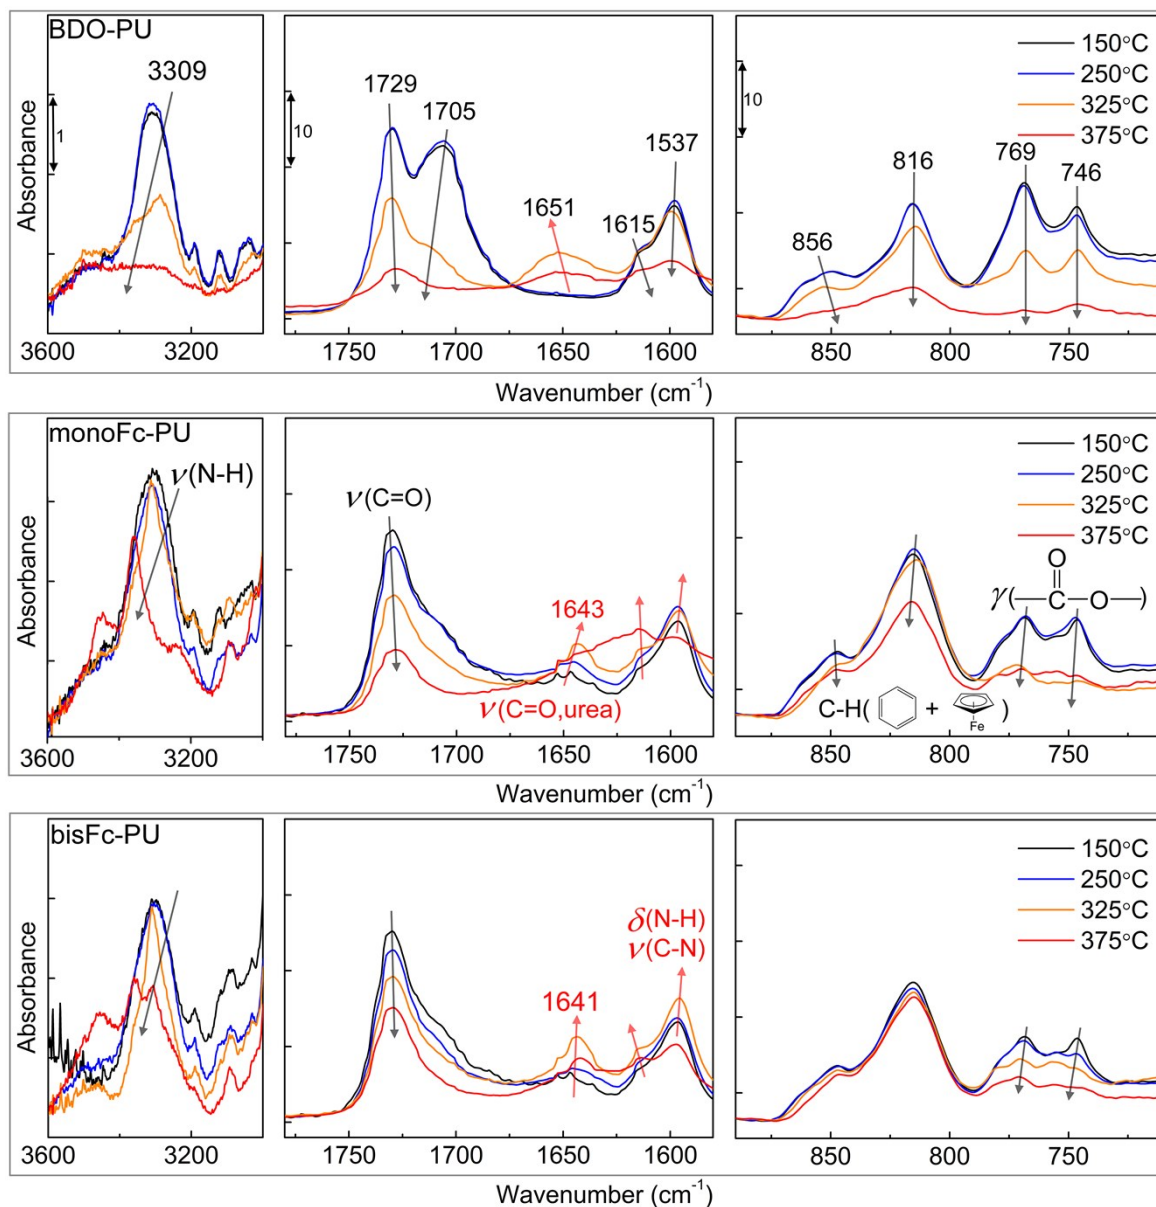 BDO-PU
3309
Absorbance
1
3600
3200
1729
1705
1537
10
1651
1615
1750
1700
1650
1600
10
150°C
250°C
325°C
375°C
816
769
746
856
850
800
750
Wavenumber (cm⁻¹)
monoFc-PU
ν(N-H)
Absorbance
3600
3200
ν(C=O)
1643
ν(C=O,urea)
1750
1700
1650
1600
150°C
250°C
325°C
375°C
O
γ(—C—O—)
C-H( + )
Fe
850
800
750
Wavenumber (cm⁻¹)
bisFc-PU
Absorbance
3600
3200
δ(N-H)
ν(C-N)
1641
1750
1700
1650
1600
150°C
250°C
325°C
375°C
850
800
750
Wavenumber (cm⁻¹)